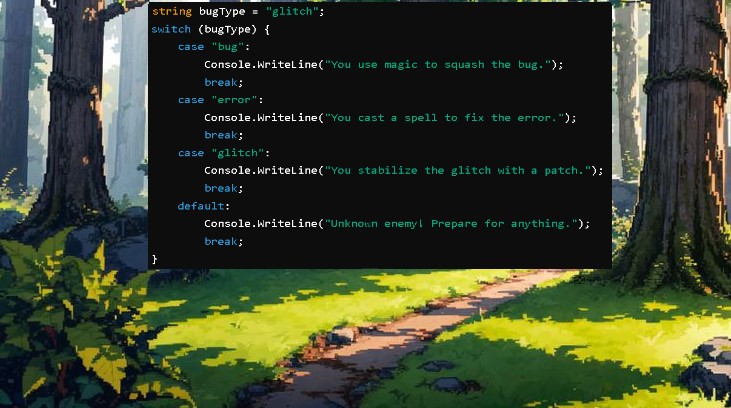 string bugType = "glitch";
switch (bugType) {
case "bug":
Console.WriteLine("You use magic to squash the bug.");
break;
case "error":
Console.WriteLine("You cast a spell to fix the error.");
break;
case "glitch":
Console.WriteLine("You stabilize the glitch with a patch.");
break;
default:
Console.WriteLine("Unknown enemy! Prepare for anything.");
break;
}